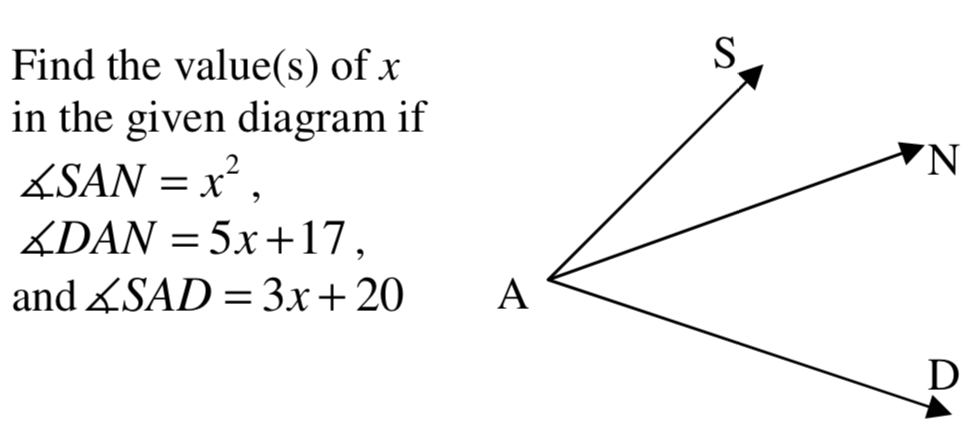 Find the value(s) of x
in the given diagram if
∡SAN = x²,
∡DAN = 5x+17,
and ∡SAD = 3x+20
S
N
A
D